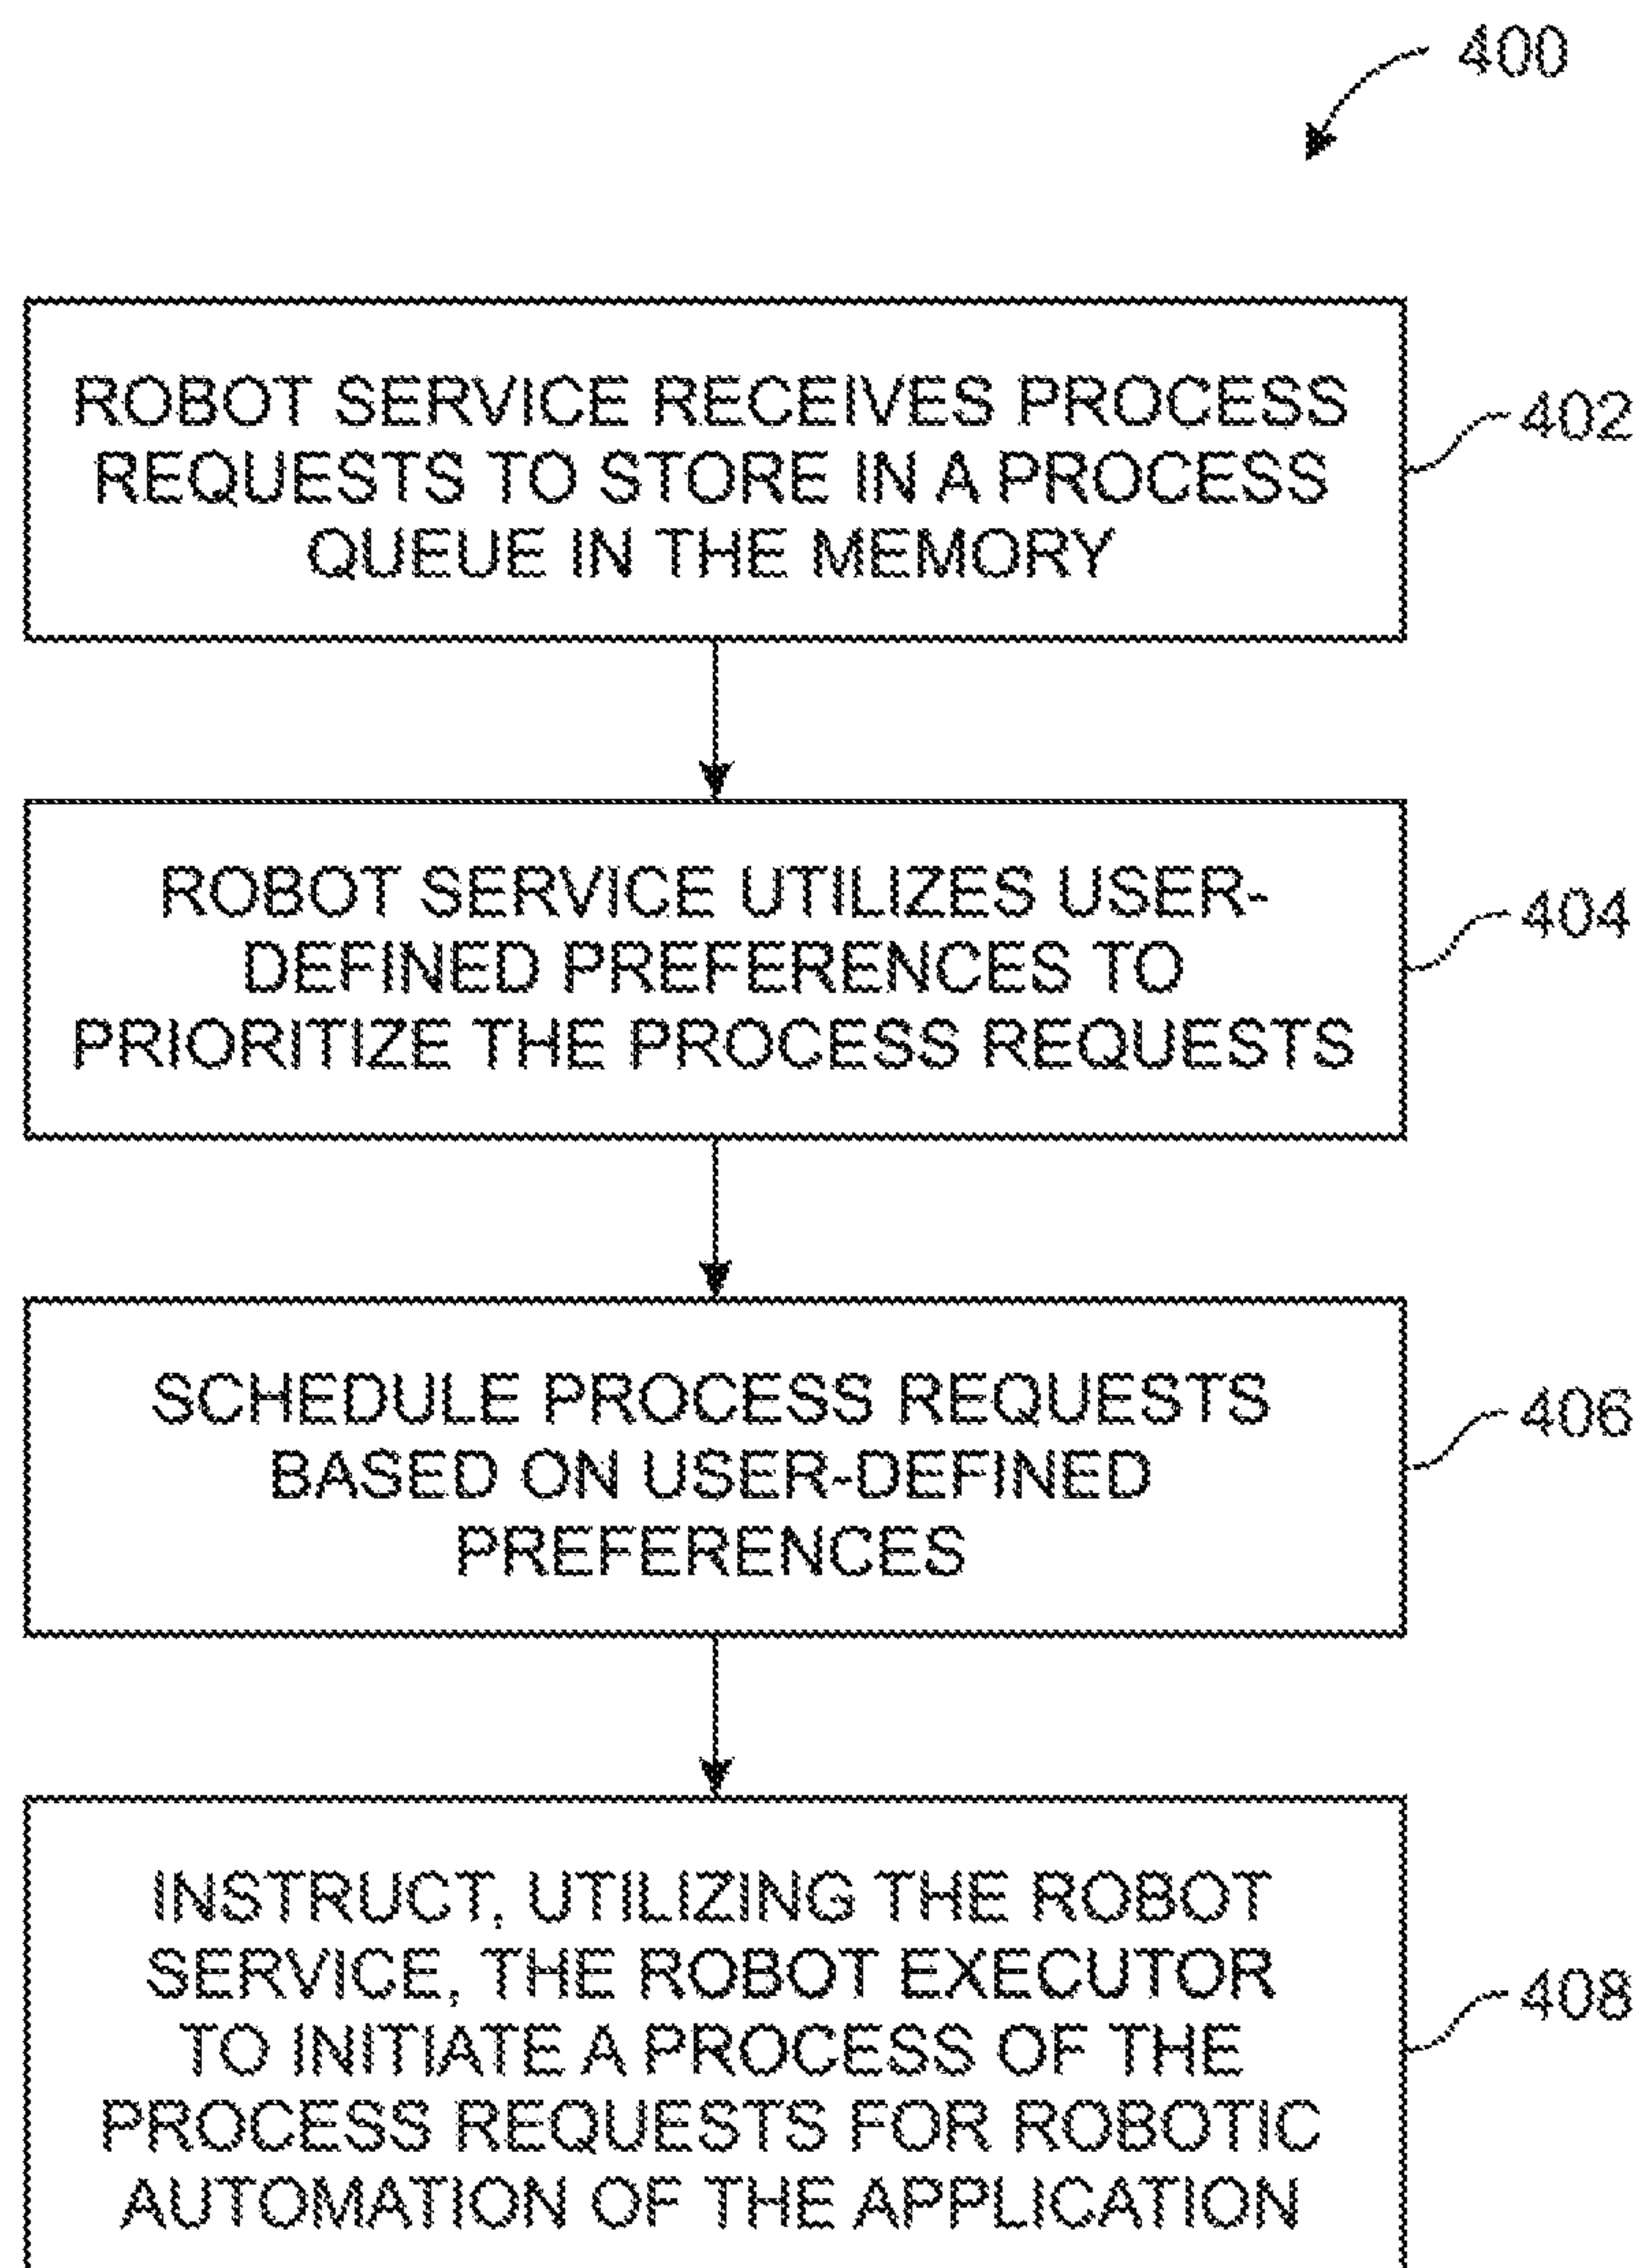 400
ROBOT SERVICE RECEIVES PROCESS
REQUESTS TO STORE IN A PROCESS
QUEUE IN THE MEMORY
402
ROBOT SERVICE UTILIZES USER-
DEFINED PREFERENCES TO
PRIORITIZE THE PROCESS REQUESTS
404
SCHEDULE PROCESS REQUESTS
BASED ON USER-DEFINED
PREFERENCES
406
INSTRUCT, UTILIZING THE ROBOT
SERVICE, THE ROBOT EXECUTOR
TO INITIATE A PROCESS OF THE
PROCESS REQUESTS FOR ROBOTIC
AUTOMATION OF THE APPLICATION
408